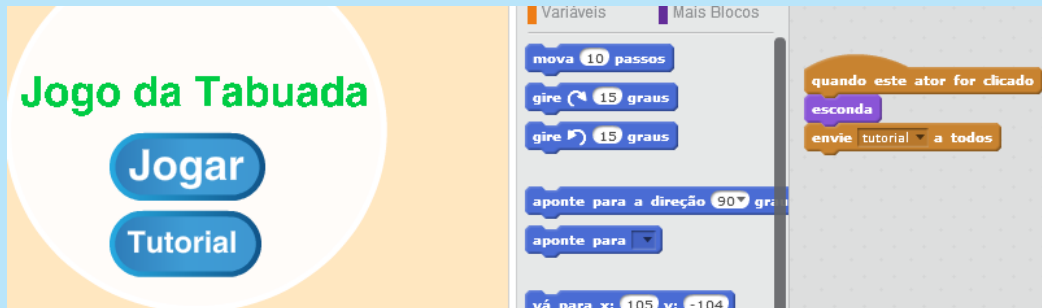 Jogo da Tabuada
Jogar
Tutorial
Variáveis
Mais Blocos
mova 10 passos
gire 15 graus
gire 15 graus
aponte para a direção 90
aponte para
vá para x: 105 y: -104
quando este ator for clicado
esconda
envie tutorial a todos